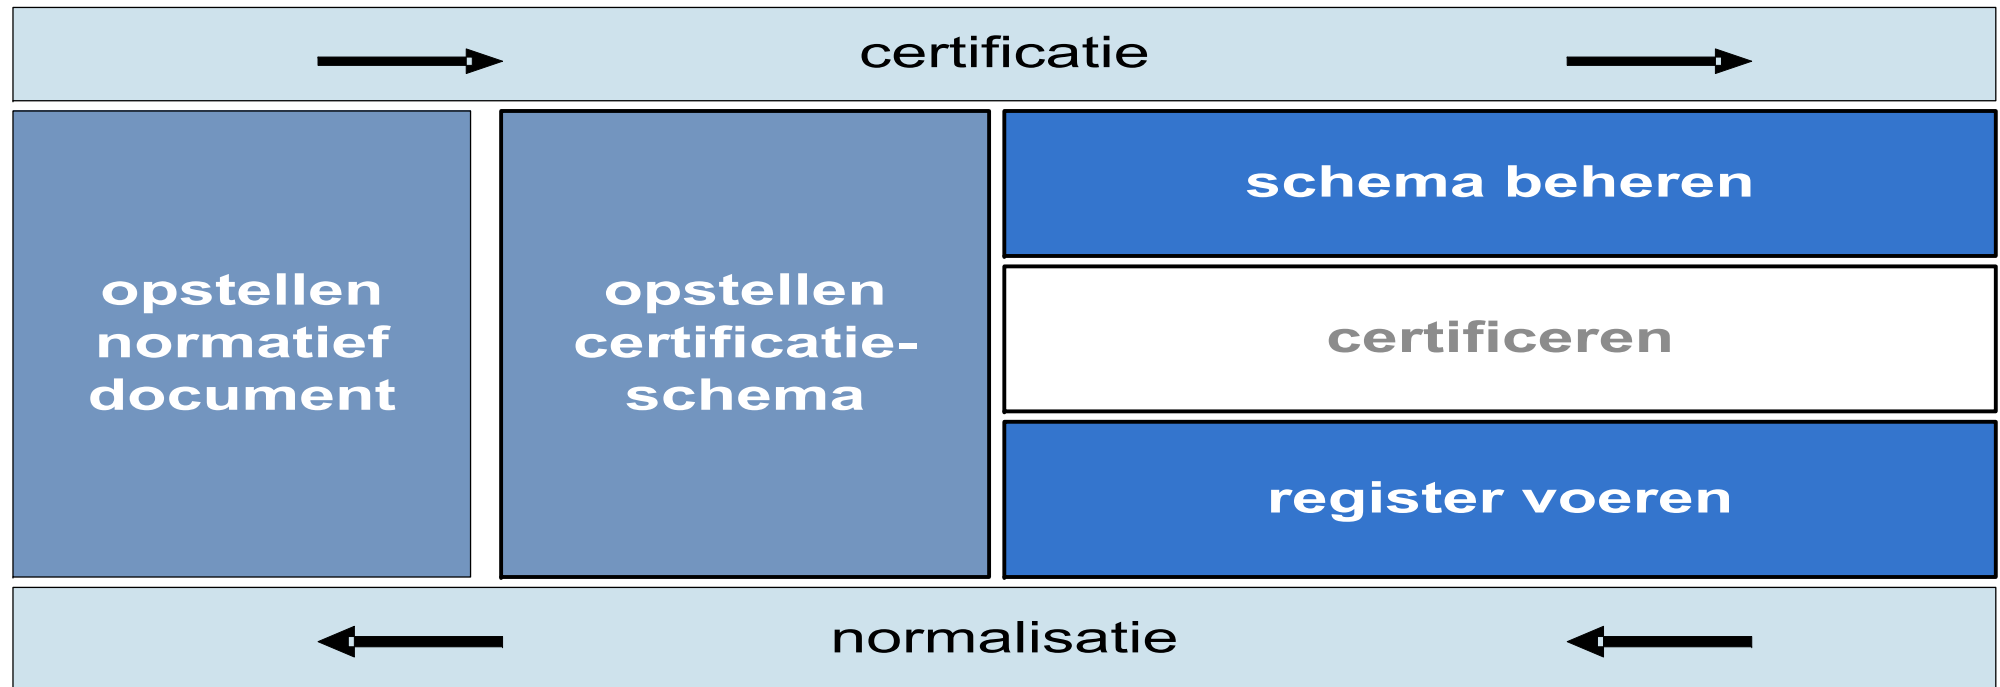 certificatie
opstellen
normatief
document
opstellen
certificatie-
schema
schema beheren
certificeren
register voeren
normalisatie